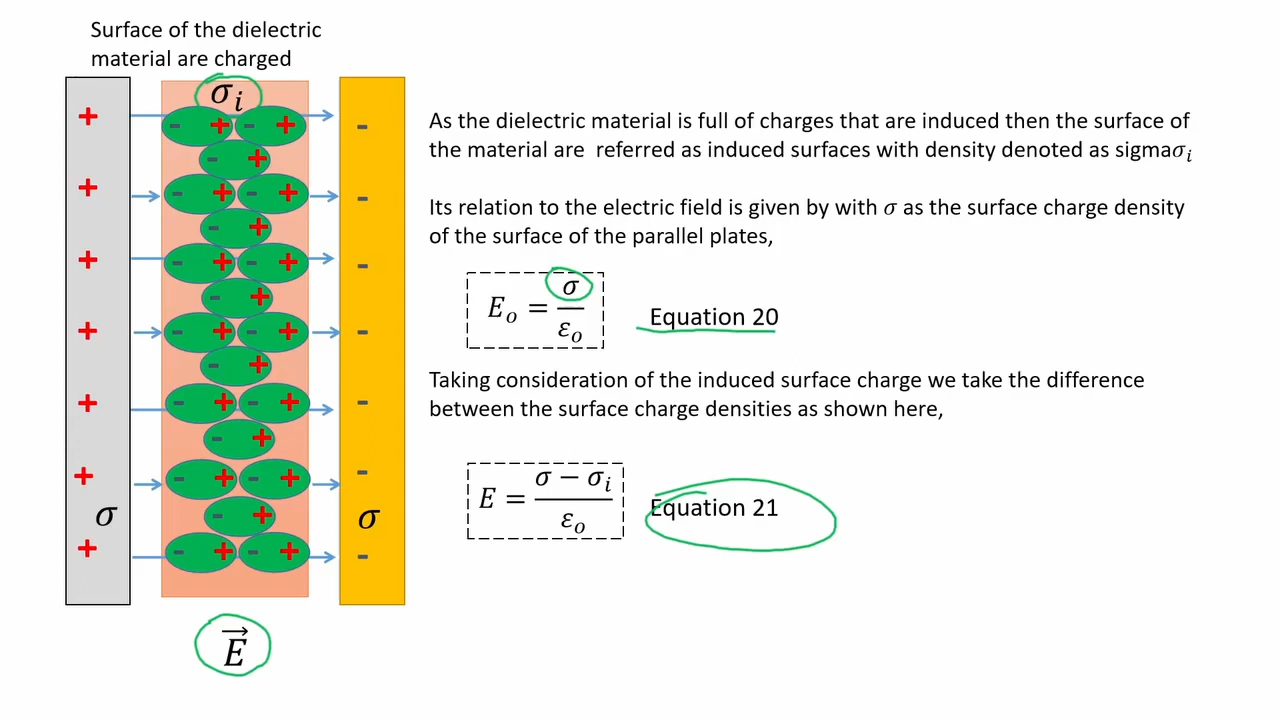 Surface of the dielectric
material are charged
σᵢ
σ
σ
E⃗
As the dielectric material is full of charges that are induced then the surface of
the material are  referred as induced surfaces with density denoted as sigmaσᵢ
Its relation to the electric field is given by with σ as the surface charge density
of the surface of the parallel plates,
Eₒ = σ/εₒ
Equation 20
Taking consideration of the induced surface charge we take the difference
between the surface charge densities as shown here,
E = (σ − σᵢ)/εₒ
Equation 21